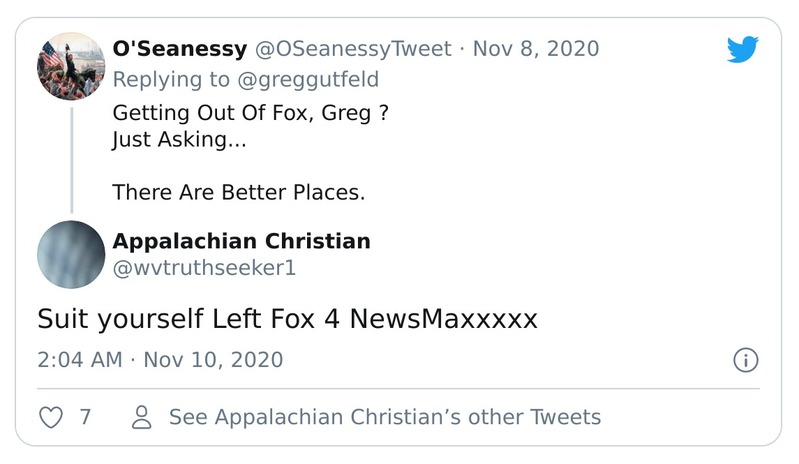 O'Seanessy @OSeanessyTweet · Nov 8, 2020
Replying to @greggutfeld
Getting Out Of Fox, Greg ?
Just Asking...
There Are Better Places.
Appalachian Christian
@wvtruthseeker1
Suit yourself Left Fox 4 NewsMaxxxxx
2:04 AM · Nov 10, 2020
7 See Appalachian Christian’s other Tweets